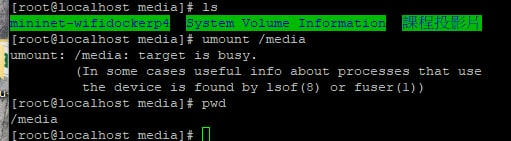 [root@localhost media]# ls
mininet-wifidockerp4  System Volume Information  課程投影片
[root@localhost media]# umount /media
umount: /media: target is busy.
        (In some cases useful info about processes that use
         the device is found by lsof(8) or fuser(1))
[root@localhost media]# pwd
/media
[root@localhost media]#